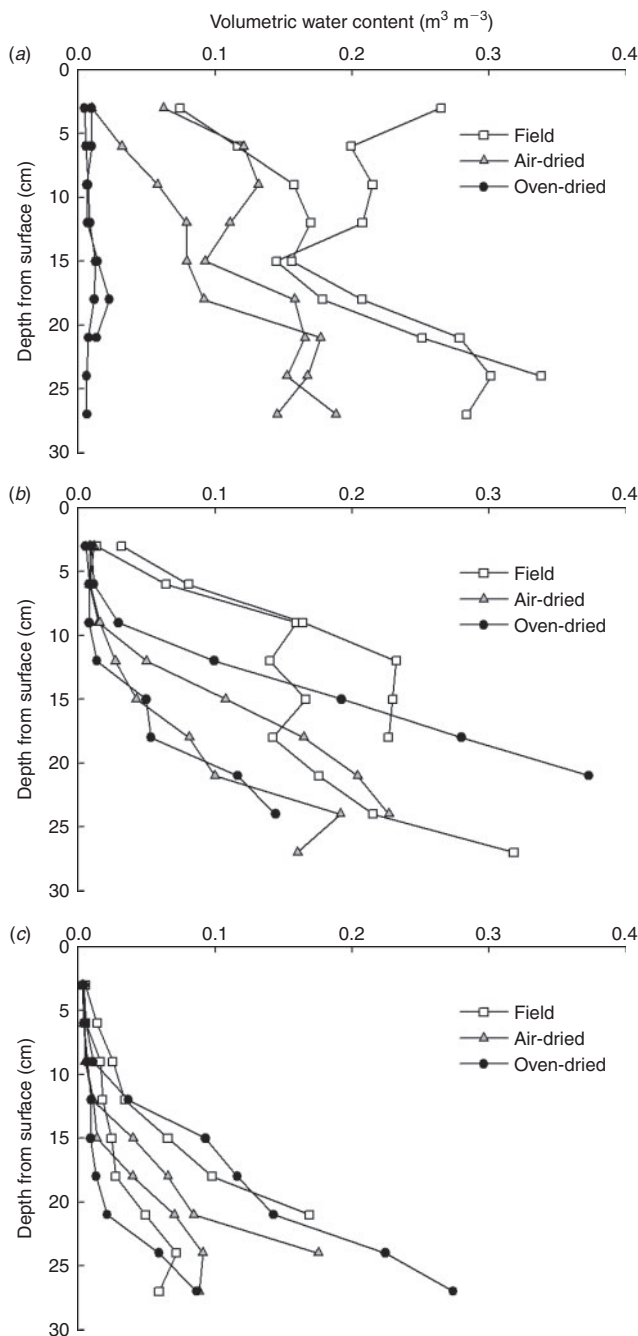 Volumetric water content (m³ m⁻³)
(a) 0.0 0.1 0.2 0.3 0.4
0
5
10
15
20
25
30
Depth from surface (cm)
Field
Air-dried
Oven-dried
(b) 0.0 0.1 0.2 0.3 0.4
0
5
10
15
20
25
30
Depth from surface (cm)
Field
Air-dried
Oven-dried
(c) 0.0 0.1 0.2 0.3 0.4
0
5
10
15
20
25
30
Depth from surface (cm)
Field
Air-dried
Oven-dried